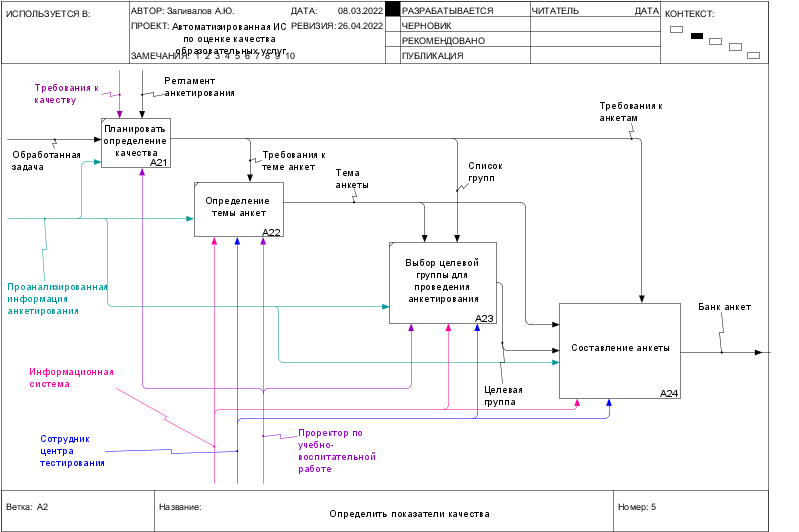 ИСПОЛЬЗУЕТСЯ В:
АВТОР: Заливалов А.Ю.
ДАТА: 08.03.2022
РАЗРАБАТЫВАЕТСЯ
ЧИТАТЕЛЬ
ДАТА
КОНТЕКСТ:
ПРОЕКТ: Автоматизированная ИС
по оценке качества
образовательных услуг
РЕВИЗИЯ: 26.04.2022
ЧЕРНОВИК
РЕКОМЕНДОВАНО
ЗАМЕЧАНИЯ: 1 2 3 4 5 6 7 8 9 10
ПУБЛИКАЦИЯ
Требования к
качеству
Регламент
анкетирования
Требования к
анкетам
Планировать
определение
качества
A21
Обработанная
задача
Требования к
теме анкет
Тема
анкеты
Список
групп
Определение
темы анкет
A22
Выбор целевой
группы для
проведения
анкетирования
A23
Проанализированная
информация
анкетирования
Банк анкет
Составление анкеты
A24
Информационная
система
Целевая
группа
Сотрудник
центра
тестирования
Проректор по
учебно-
воспитательной
работе
Ветка: A2
Название:
Определить показатели качества
Номер: 5